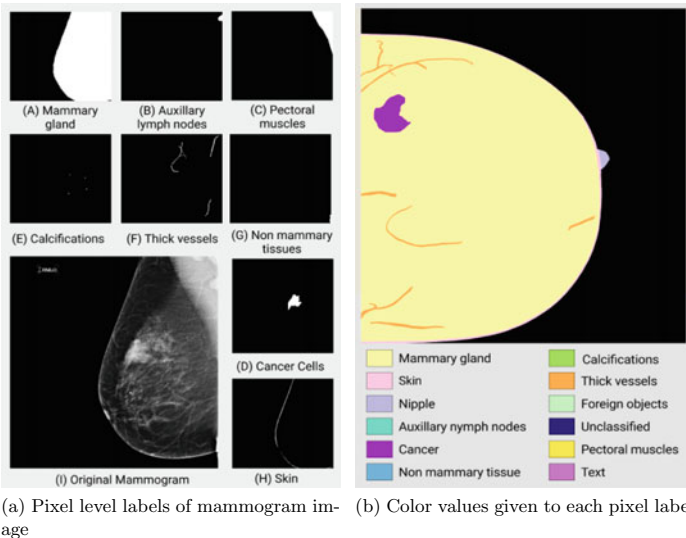 (A) Mammary
gland
(B) Auxillary
lymph nodes
(C) Pectoral
muscles
(E) Calcifications
(F) Thick vessels
(G) Non mammary
tissues
(D) Cancer Cells
(I) Original Mammogram
(H) Skin
Mammary gland
Skin
Nipple
Auxillary nymph nodes
Cancer
Non mammary tissue
Calcifications
Thick vessels
Foreign objects
Unclassified
Pectoral muscles
Text
(a) Pixel level labels of mammogram im-
age
(b) Color values given to each pixel labe